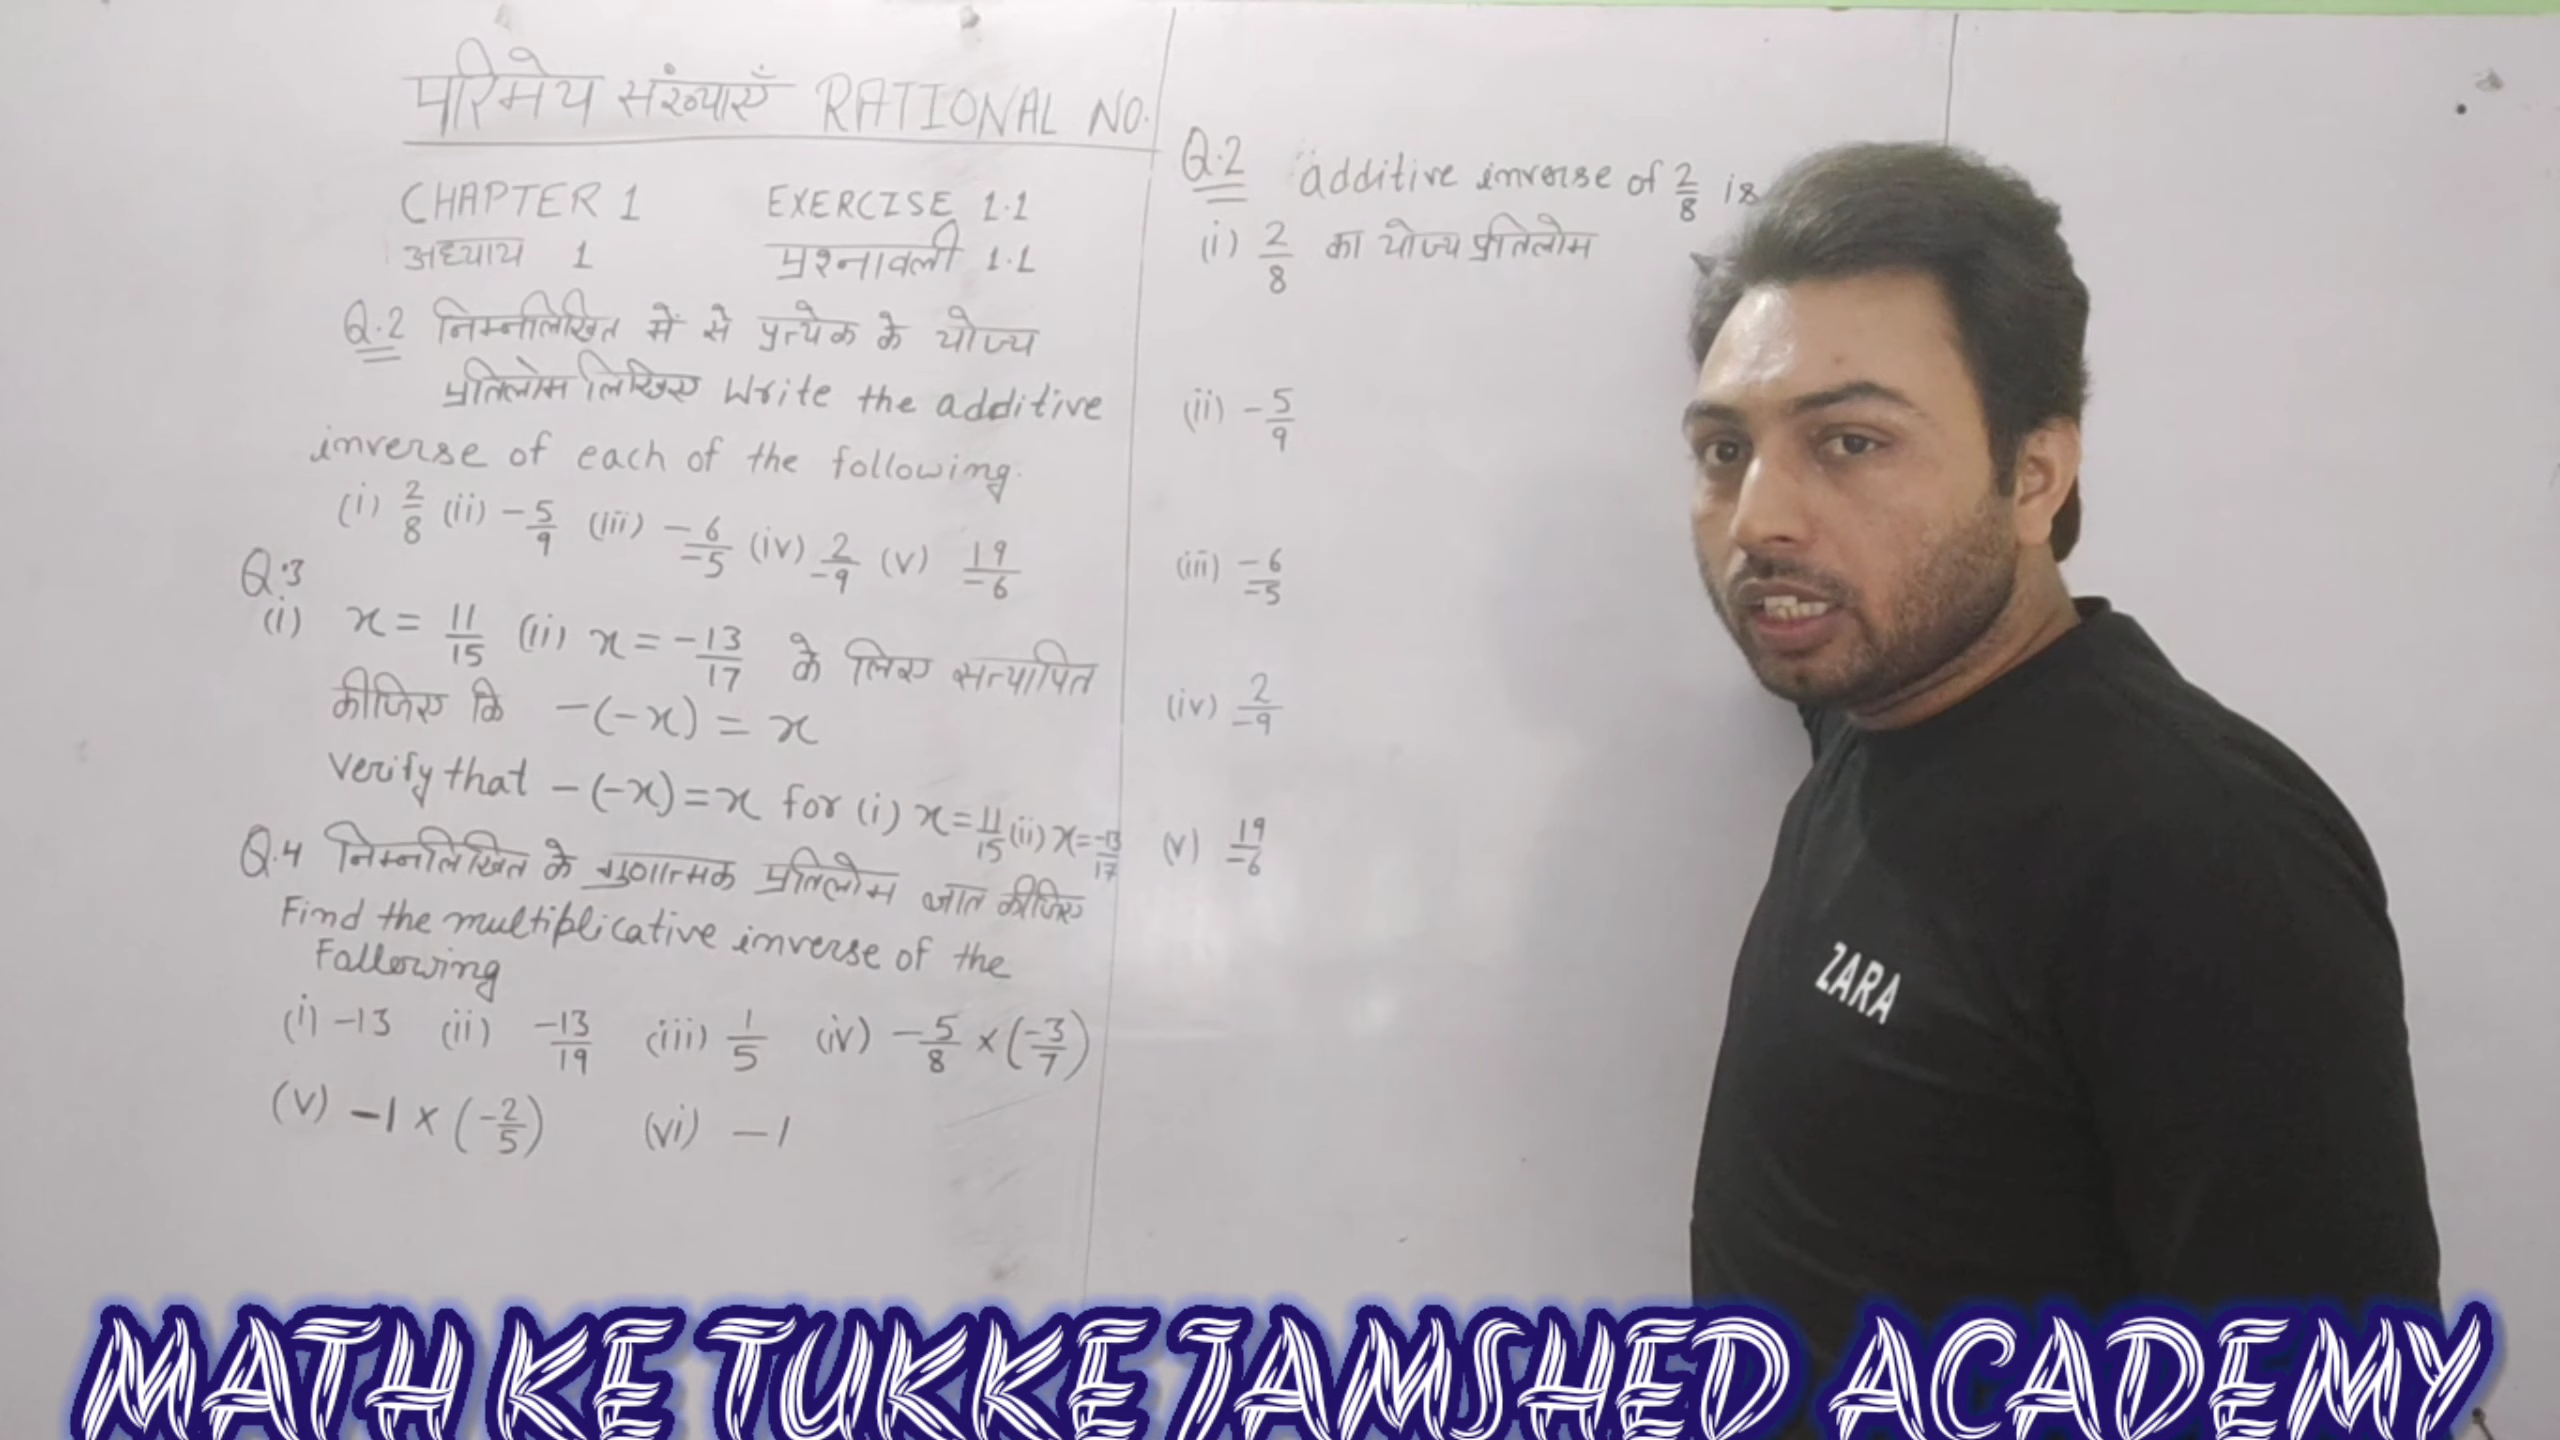 परिमेय संख्याएँ RATIONAL NO.
CHAPTER 1 EXERCISE 1.1
अध्याय 1 प्रश्नावली 1.1
Q.2 निम्नलिखित में से प्रत्येक के योज्य
प्रतिलोम लिखिए Write the additive
inverse of each of the following.
(i) 2/8 (ii) -5/9 (iii) -6/-5 (iv) 2/-9 (v) 19/-6
Q.3
(i) x = 11/15 (ii) x = -13/17 के लिए सत्यापित
कीजिए कि -(-x) = x
verify that -(-x) = x for (i) x = 11/15 (ii) x = -13/17
Q.4 निम्नलिखित के गुणात्मक प्रतिलोम ज्ञात कीजिए
Find the multiplicative inverse of the
Fallowing
(i) -13 (ii) -13/19 (iii) 1/5 (iv) -5/8 × (-3/7)
(v) -1 × (-2/5) (vi) -1
Q.2 additive inverse of 2/8 is
(i) 2/8 का योज्य प्रतिलोम
(ii) -5/9
(iii) -6/-5
(iv) 2/-9
(v) 19/-6
ZARA
MATH KE TUKKE JAMSHED ACADEMY